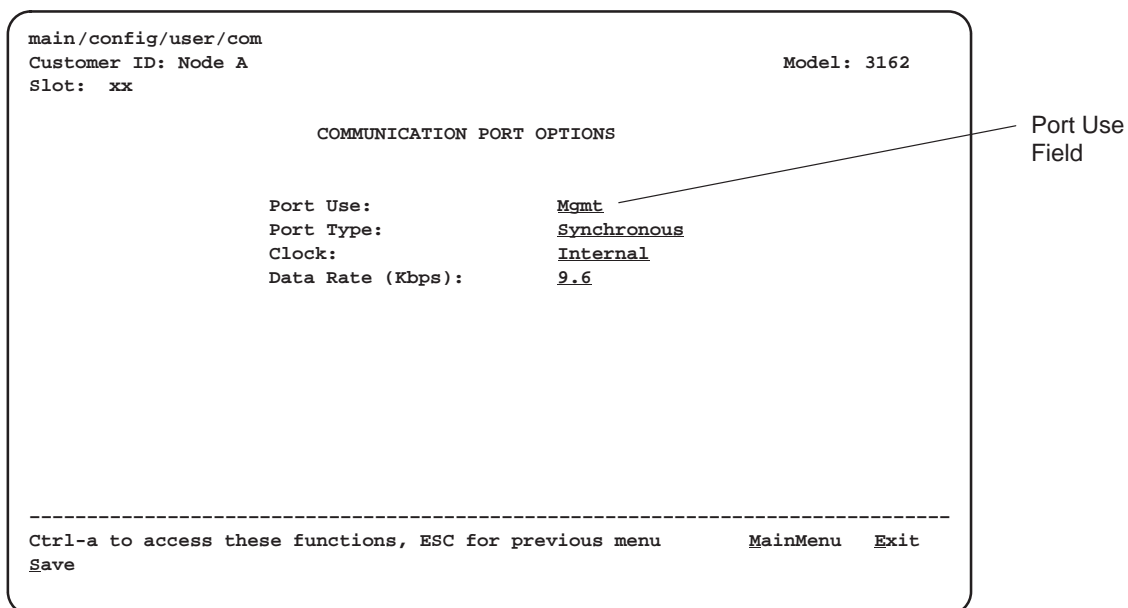 main/config/user/com
Customer ID: Node A Model: 3162
Slot: xx
COMMUNICATION PORT OPTIONS
Port Use Field
Port Use: Mgmt
Port Type: Synchronous
Clock: Internal
Data Rate (Kbps): 9.6
--------------------------------------------------------------------------------
Ctrl-a to access these functions, ESC for previous menu MainMenu Exit
Save